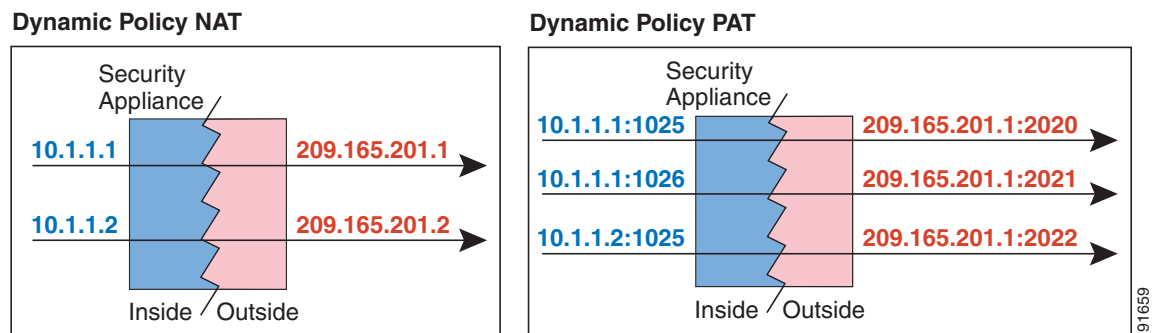 Dynamic Policy NAT
Security
Appliance
10.1.1.1
209.165.201.1
10.1.1.2
209.165.201.2
Inside
Outside
Dynamic Policy PAT
Security
Appliance
10.1.1.1:1025
209.165.201.1:2020
10.1.1.1:1026
209.165.201.1:2021
10.1.1.2:1025
209.165.201.1:2022
Inside
Outside
91659